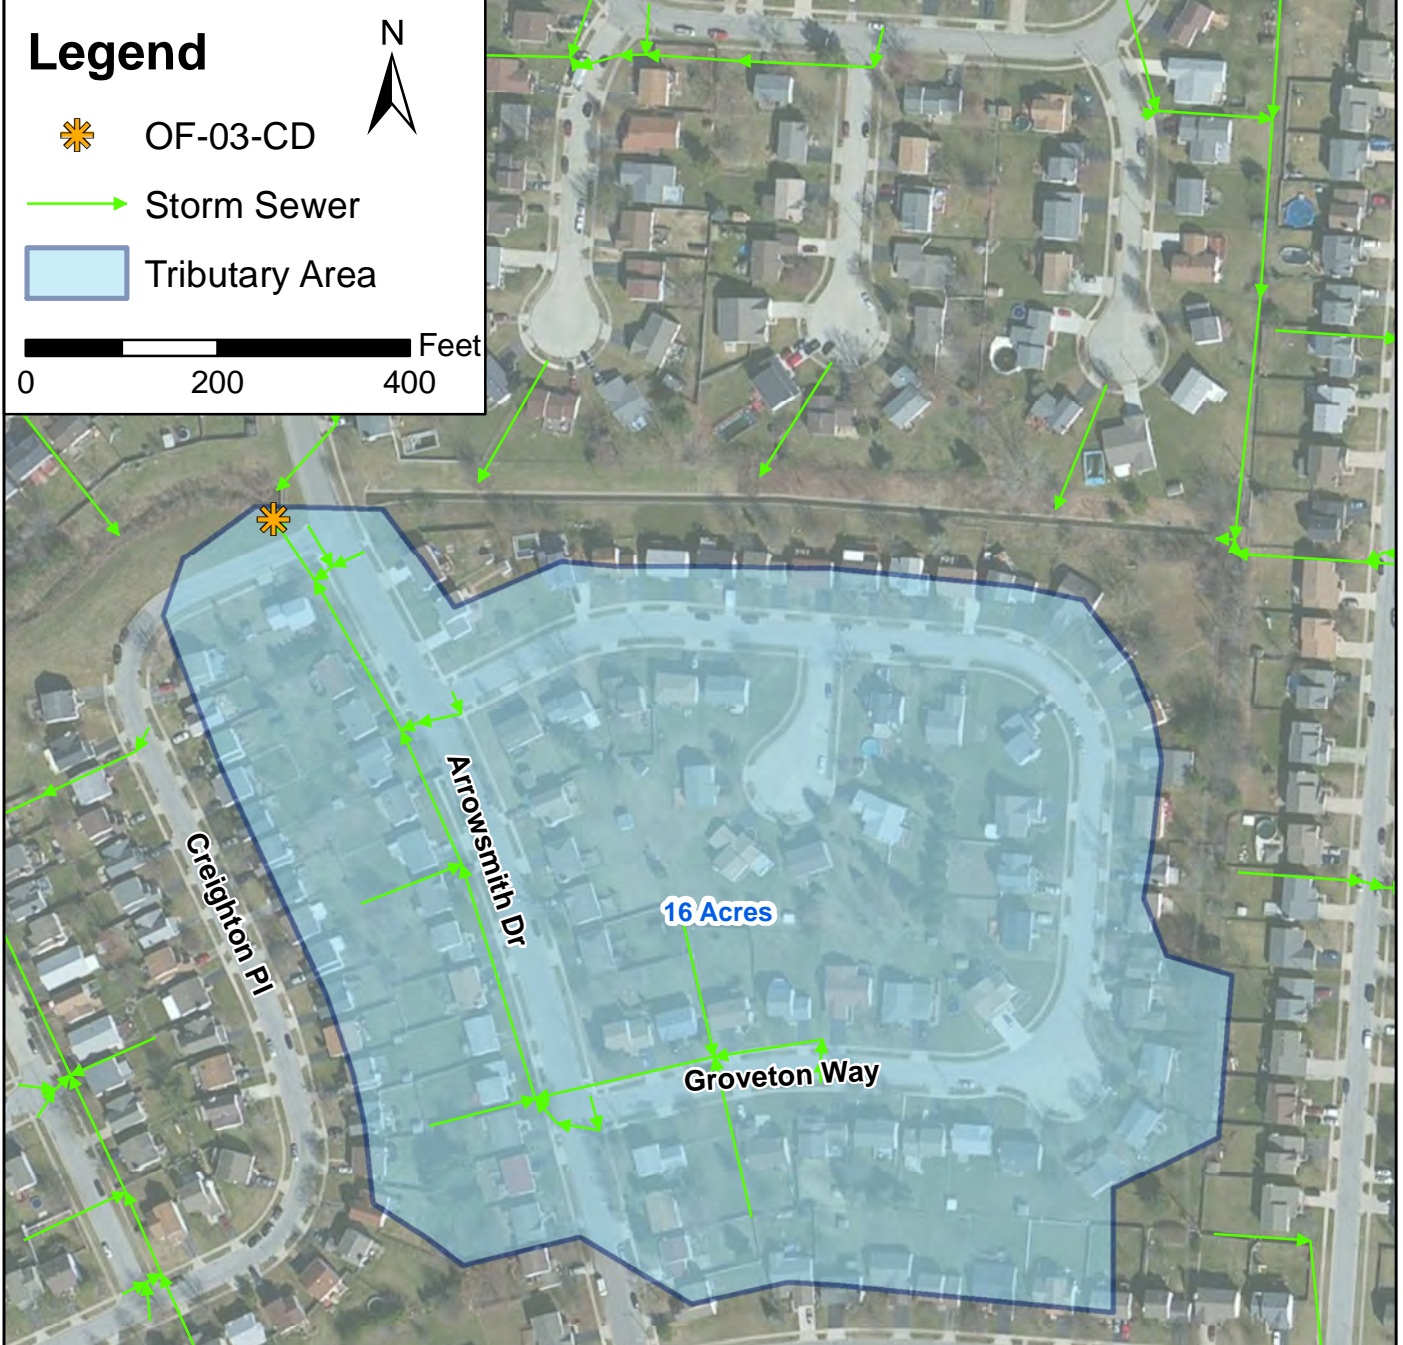 Legend
N
OF-03-CD
Storm Sewer
Tributary Area
Feet
0 200 400
Arrowsmith Dr
Creighton Pl
16 Acres
Groveton Way